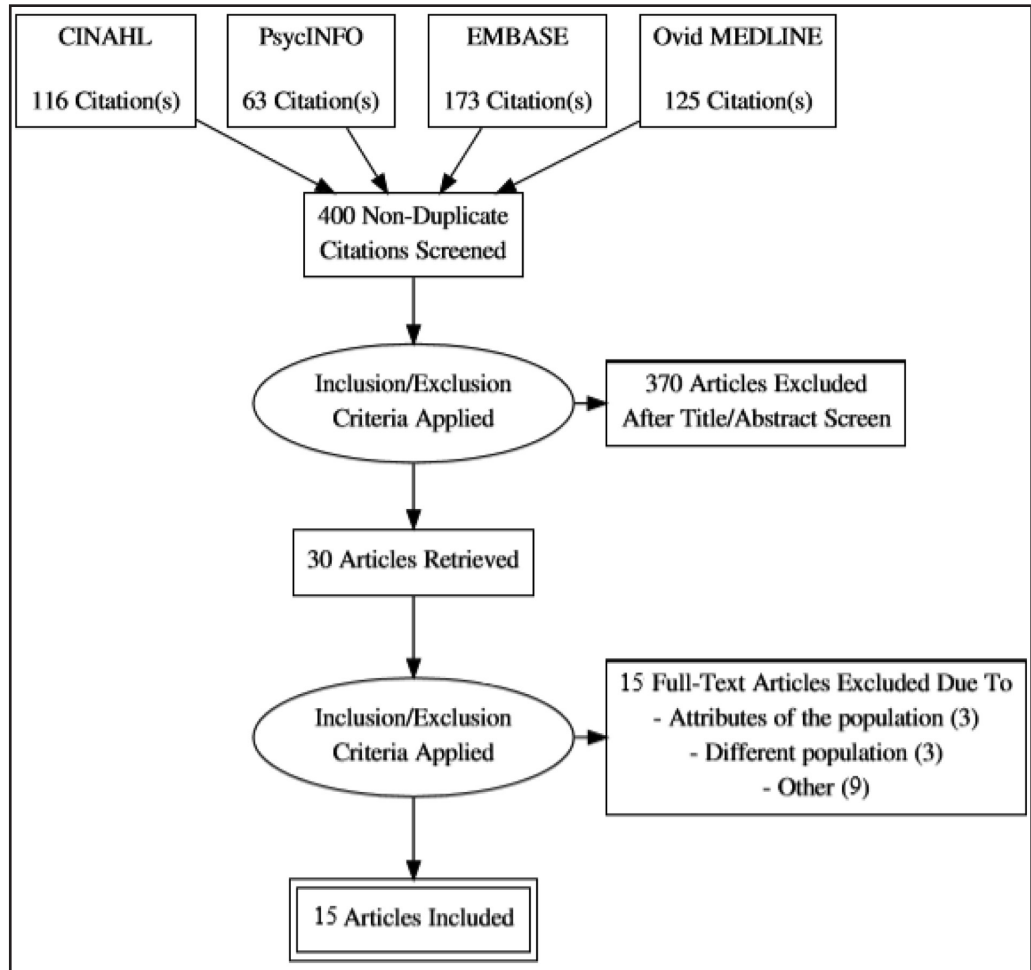 CINAHL
116 Citation(s)
PsycINFO
63 Citation(s)
EMBASE
173 Citation(s)
Ovid MEDLINE
125 Citation(s)
400 Non-Duplicate
Citations Screened
Inclusion/Exclusion
Criteria Applied
370 Articles Excluded
After Title/Abstract Screen
30 Articles Retrieved
Inclusion/Exclusion
Criteria Applied
15 Full-Text Articles Excluded Due To
- Attributes of the population (3)
- Different population (3)
- Other (9)
15 Articles Included